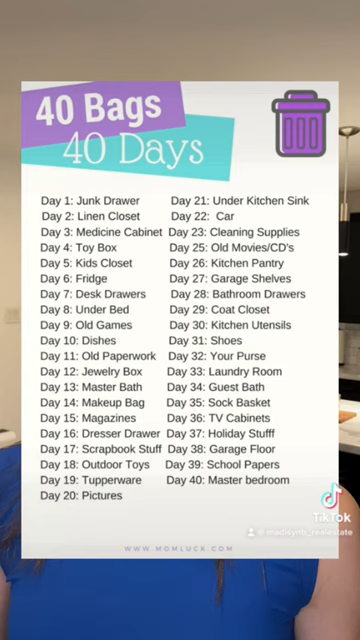 40 Bags
40 Days
Day 1: Junk Drawer
Day 2: Linen Closet
Day 3: Medicine Cabinet
Day 4: Toy Box
Day 5: Kids Closet
Day 6: Fridge
Day 7: Desk Drawers
Day 8: Under Bed
Day 9: Old Games
Day 10: Dishes
Day 11: Old Paperwork
Day 12: Jewelry Box
Day 13: Master Bath
Day 14: Makeup Bag
Day 15: Magazines
Day 16: Dresser Drawer
Day 17: Scrapbook Stuff
Day 18: Outdoor Toys
Day 19: Tupperware
Day 20: Pictures
Day 21: Under Kitchen Sink
Day 22: Car
Day 23: Cleaning Supplies
Day 25: Old Movies/CD's
Day 26: Kitchen Pantry
Day 27: Garage Shelves
Day 28: Bathroom Drawers
Day 29: Coat Closet
Day 30: Kitchen Utensils
Day 31: Shoes
Day 32: Your Purse
Day 33: Laundry Room
Day 34: Guest Bath
Day 35: Sock Basket
Day 36: TV Cabinets
Day 37: Holiday Stufff
Day 38: Garage Floor
Day 39: School Papers
Day 40: Master bedroom
TikTok
WWW.MOMLUCK.COM